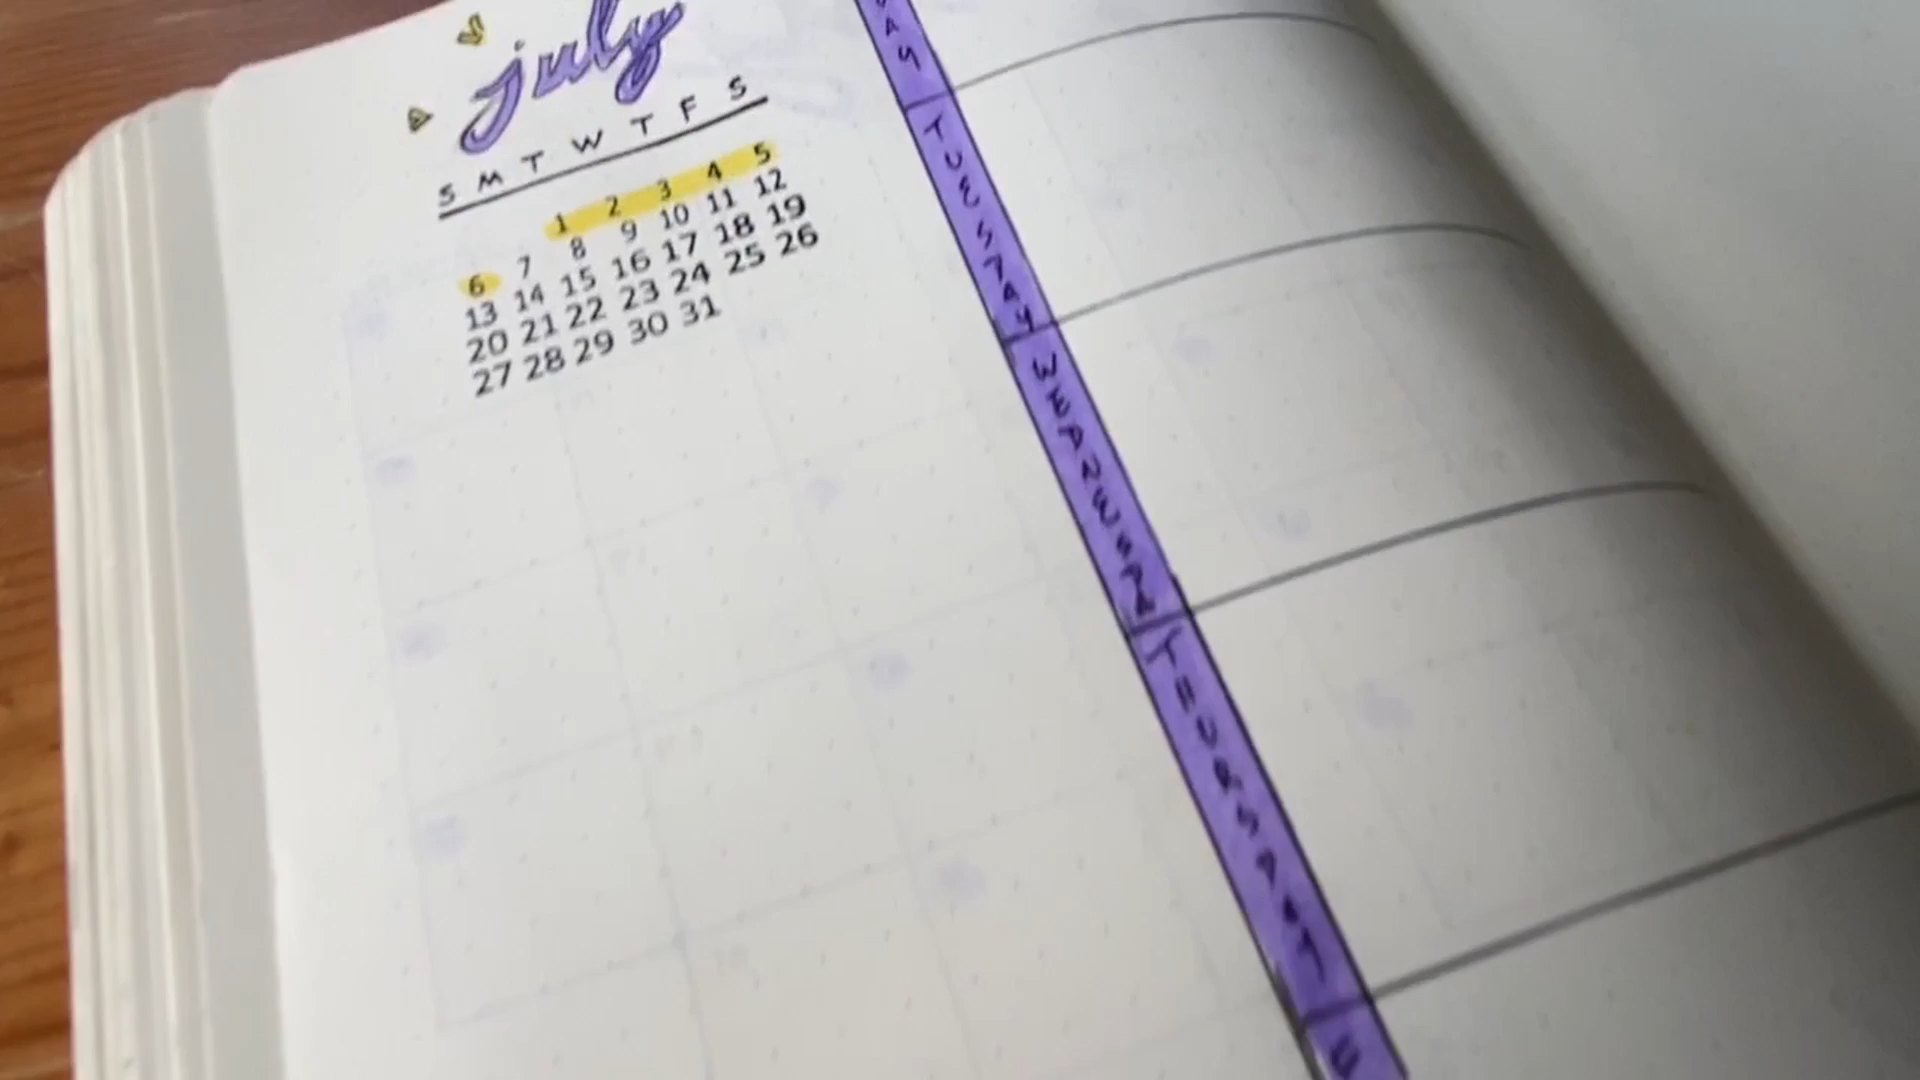 july
S M T W T F S
1 2 3 4 5
6 7 8 9 10 11 12
13 14 15 16 17 18 19
20 21 22 23 24 25 26
27 28 29 30 31
DAY
TUESDAY
WEDNESDAY
THURSDAY